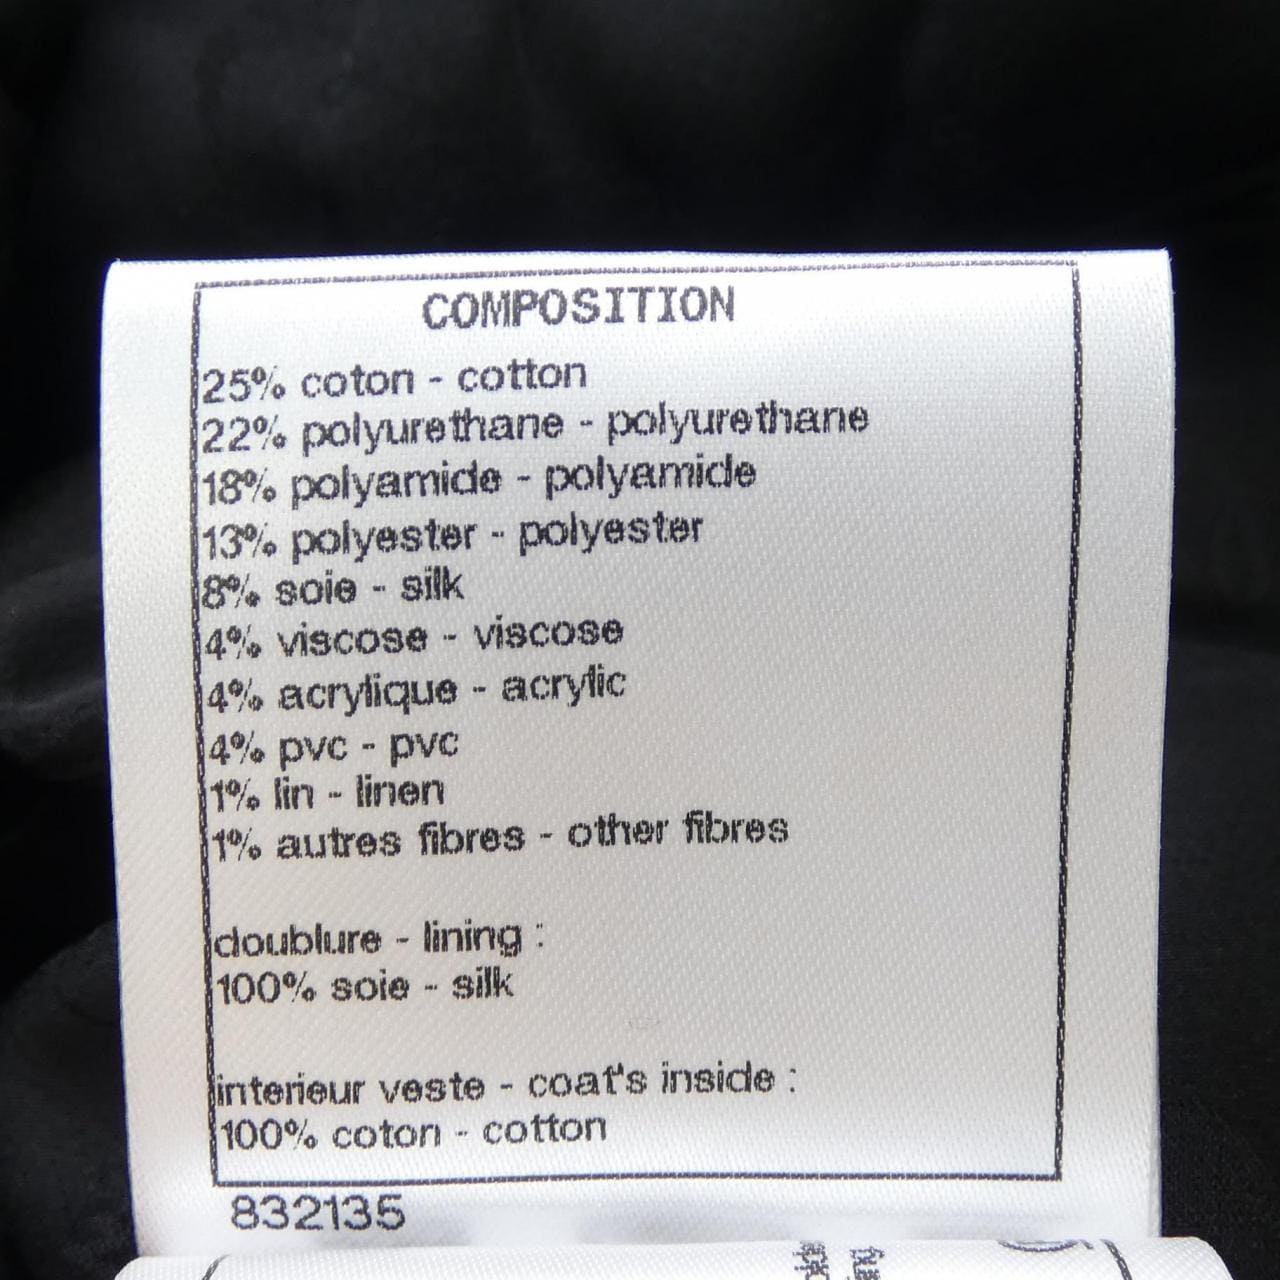 COMPOSITION
25% coton - cotton
22% polyurethane - polyurethane
18% polyamide - polyamide
13% polyester - polyester
8% soie - silk
4% viscose - viscose
4% acrylique - acrylic
4% pvc - pvc
1% lin - linen
1% autres fibres - other fibres
doublure - lining :
100% soie - silk
interieur veste - coat's inside :
100% coton - cotton
832135